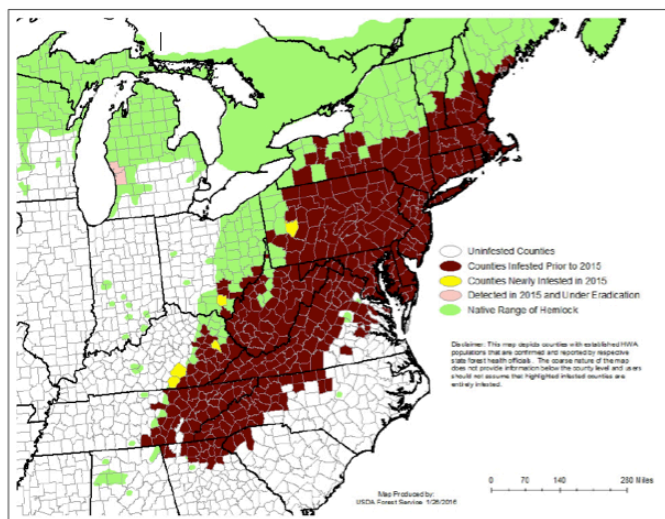 Uninfested Counties
Counties Infested Prior to 2015
Counties Newly Infested in 2015
Detected in 2015 and Under Eradication
Native Range of Hemlock
Disclaimer: This map depicts counties with established HWA
populations that are confirmed and reported by respective
state forest health officials. The coarse nature of the map
does not provide information below the county level and users
should not assume that highlighted infested counties are
entirely infested.
Map Produced by:
USDA Forest Service 1/26/2016
0 70 140 280 Miles